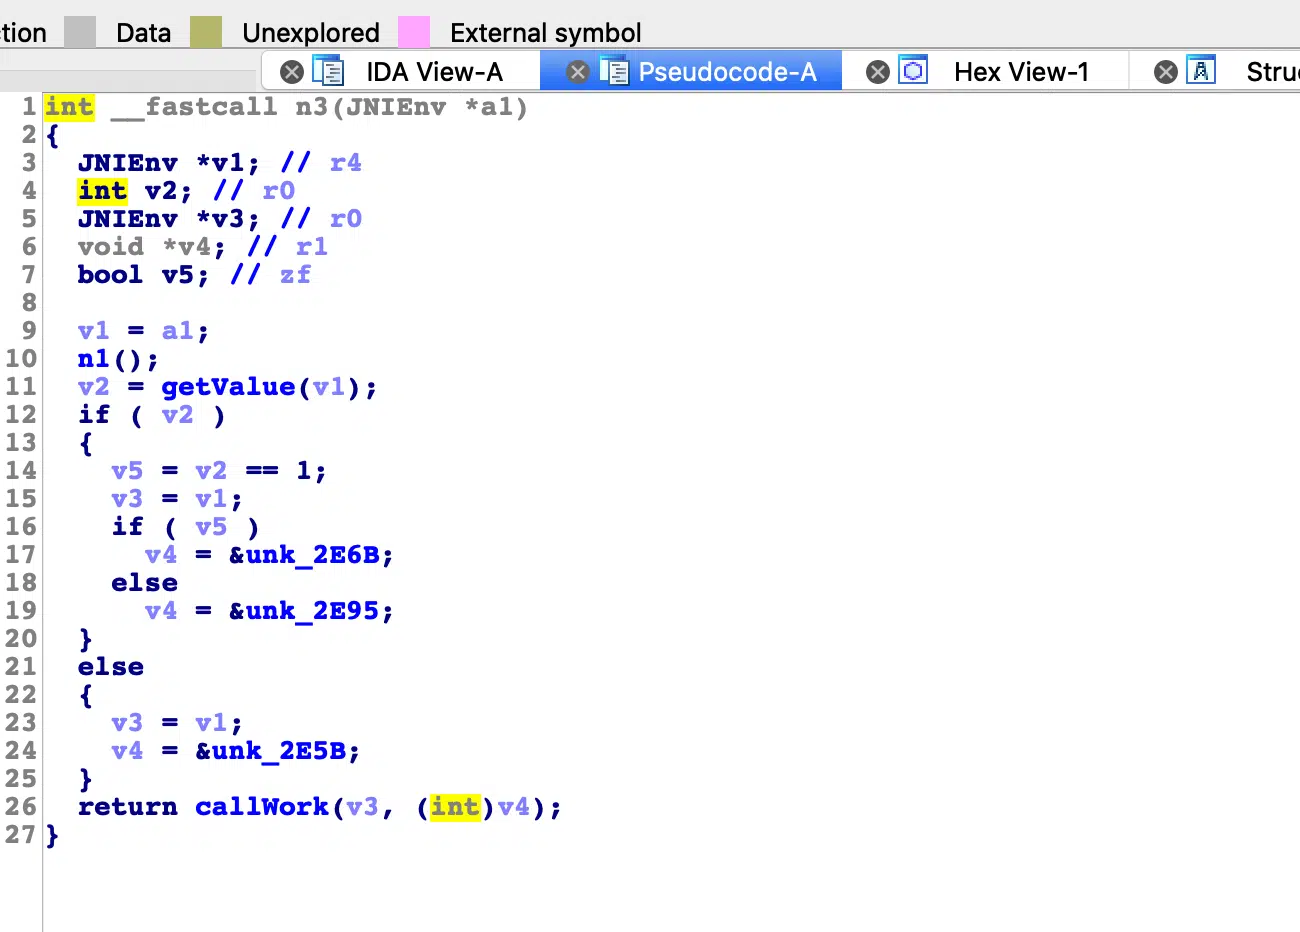 tion Data Unexplored External symbol
IDA View-A Pseudocode-A Hex View-1 Stru
1 int __fastcall n3(JNIEnv *a1)
2 {
3 JNIEnv *v1; // r4
4 int v2; // r0
5 JNIEnv *v3; // r0
6 void *v4; // r1
7 bool v5; // zf
8
9 v1 = a1;
10 n1();
11 v2 = getValue(v1);
12 if ( v2 )
13 {
14 v5 = v2 == 1;
15 v3 = v1;
16 if ( v5 )
17 v4 = &unk_2E6B;
18 else
19 v4 = &unk_2E95;
20 }
21 else
22 {
23 v3 = v1;
24 v4 = &unk_2E5B;
25 }
26 return callWork(v3, (int)v4);
27 }